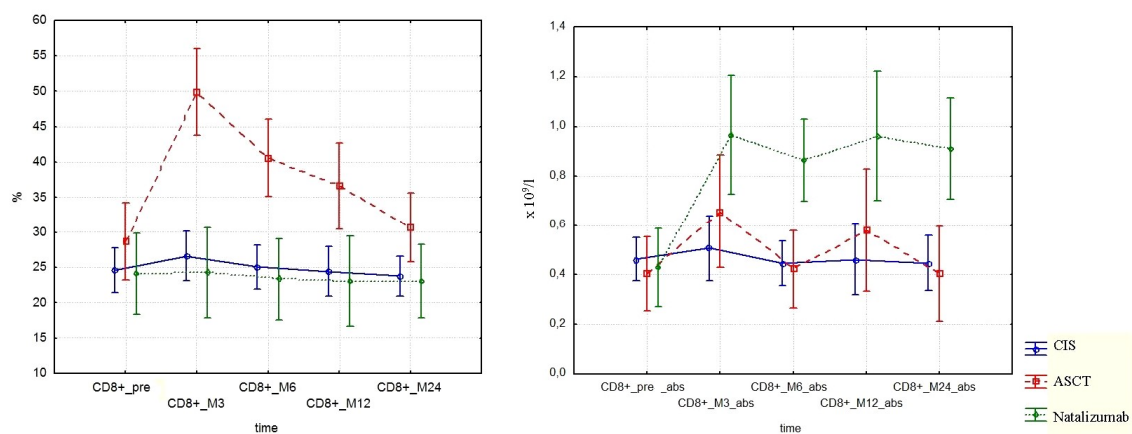 60
55
50
45
40
35
30
25
20
15
10
%
CD8+_pre
CD8+_M3
CD8+_M6
CD8+_M12
CD8+_M24
time
1,4
1,2
1,0
0,8
0,6
0,4
0,2
0,0
x 10⁹/l
CD8+_pre _abs
CD8+_M3_abs
CD8+_M6_abs
CD8+_M12_abs
CD8+_M24_abs
time
CIS
ASCT
Natalizumab